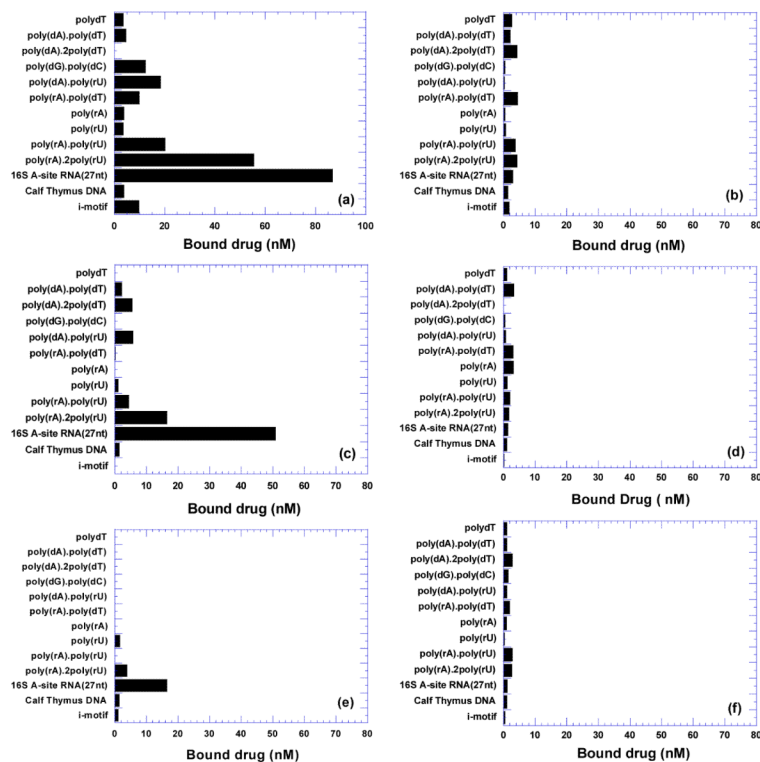 polydT
poly(dA).poly(dT)
poly(dA).2poly(dT)
poly(dG).poly(dC)
poly(dA).poly(rU)
poly(rA).poly(dT)
poly(rA)
poly(rU)
poly(rA).poly(rU)
poly(rA).2poly(rU)
16S A-site RNA(27nt)
Calf Thymus DNA
i-motif
(a)
0 20 40 60 80 100
Bound drug (nM)
polydT
poly(dA).poly(dT)
poly(dA).2poly(dT)
poly(dG).poly(dC)
poly(dA).poly(rU)
poly(rA).poly(dT)
poly(rA)
poly(rU)
poly(rA).poly(rU)
poly(rA).2poly(rU)
16S A-site RNA(27nt)
Calf Thymus DNA
i-motif
(b)
0 10 20 30 40 50 60 70 80
Bound drug (nM)
polydT
poly(dA).poly(dT)
poly(dA).2poly(dT)
poly(dG).poly(dC)
poly(dA).poly(rU)
poly(rA).poly(dT)
poly(rA)
poly(rU)
poly(rA).poly(rU)
poly(rA).2poly(rU)
16S A-site RNA(27nt)
Calf Thymus DNA
i-motif
(c)
0 10 20 30 40 50 60 70 80
Bound drug (nM)
polydT
poly(dA).poly(dT)
poly(dA).2poly(dT)
poly(dG).poly(dC)
poly(dA).poly(rU)
poly(rA).poly(dT)
poly(rA)
poly(rU)
poly(rA).poly(rU)
poly(rA).2poly(rU)
16S A-site RNA(27nt)
Calf Thymus DNA
i-motif
(d)
0 10 20 30 40 50 60 70 80
Bound Drug ( nM)
polydT
poly(dA).poly(dT)
poly(dA).2poly(dT)
poly(dG).poly(dC)
poly(dA).poly(rU)
poly(rA).poly(dT)
poly(rA)
poly(rU)
poly(rA).poly(rU)
poly(rA).2poly(rU)
16S A-site RNA(27nt)
Calf Thymus DNA
i-motif
(e)
0 10 20 30 40 50 60 70 80
Bound drug (nM)
polydT
poly(dA).poly(dT)
poly(dA).2poly(dT)
poly(dG).poly(dC)
poly(dA).poly(rU)
poly(rA).poly(dT)
poly(rA)
poly(rU)
poly(rA).poly(rU)
poly(rA).2poly(rU)
16S A-site RNA(27nt)
Calf Thymus DNA
i-motif
(f)
0 10 20 30 40 50 60 70 80
Bound drug (nM)